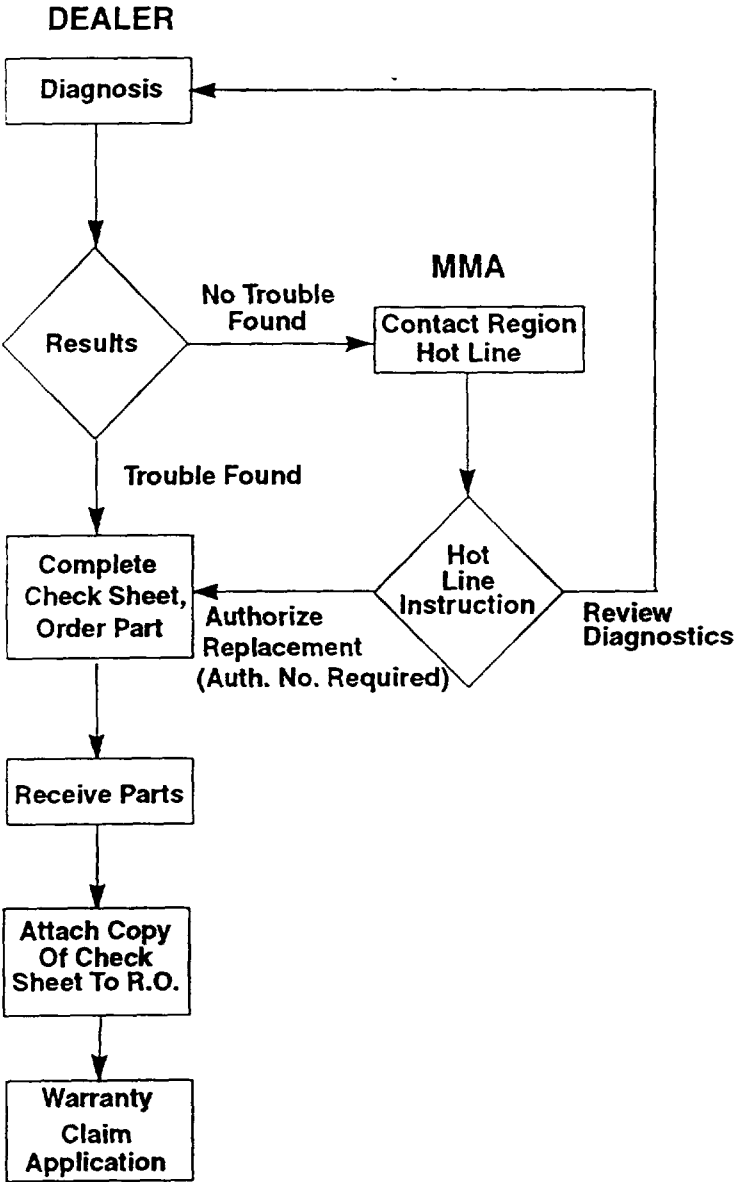 DEALER
Diagnosis
MMA
No Trouble
Found
Results
Contact Region
Hot Line
Trouble Found
Complete
Check Sheet,
Order Part
Hot
Line
Instruction
Authorize
Replacement
(Auth. No. Required)
Review
Diagnostics
Receive Parts
Attach Copy
Of Check
Sheet To R.O.
Warranty
Claim
Application